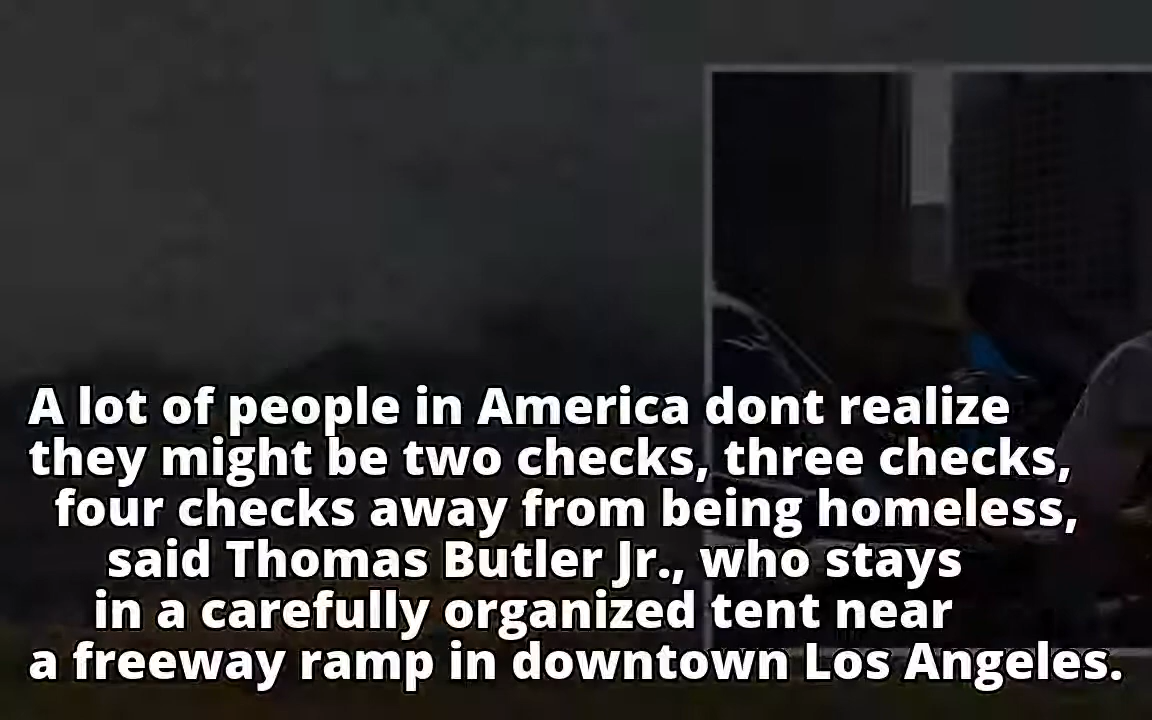 A lot of people in America dont realize
they might be two checks, three checks,
four checks away from being homeless,
said Thomas Butler Jr., who stays
in a carefully organized tent near
a freeway ramp in downtown Los Angeles.